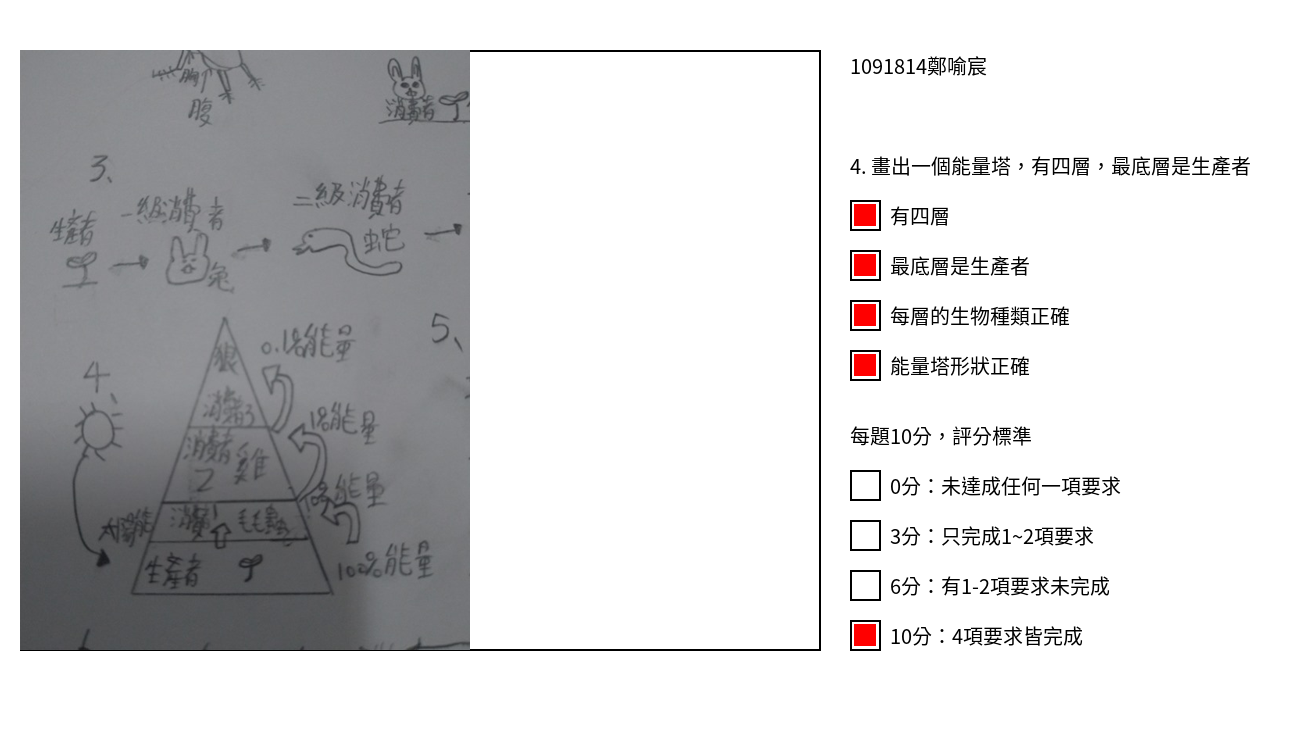 胸
腹
消費者
3、
生產者
一級消費者
兔
二級消費者
蛇
4
狼
消費者3
0.1%能量
消費者
2
雞
1%能量
10%能量
太陽能
消費1
毛毛蟲
生產者
100%能量
5、
1091814鄭喻宸
4. 畫出一個能量塔，有四層，最底層是生產者
有四層
最底層是生產者
每層的生物種類正確
能量塔形狀正確
每題10分，評分標準
0分：未達成任何一項要求
3分：只完成1~2項要求
6分：有1-2項要求未完成
10分：4項要求皆完成